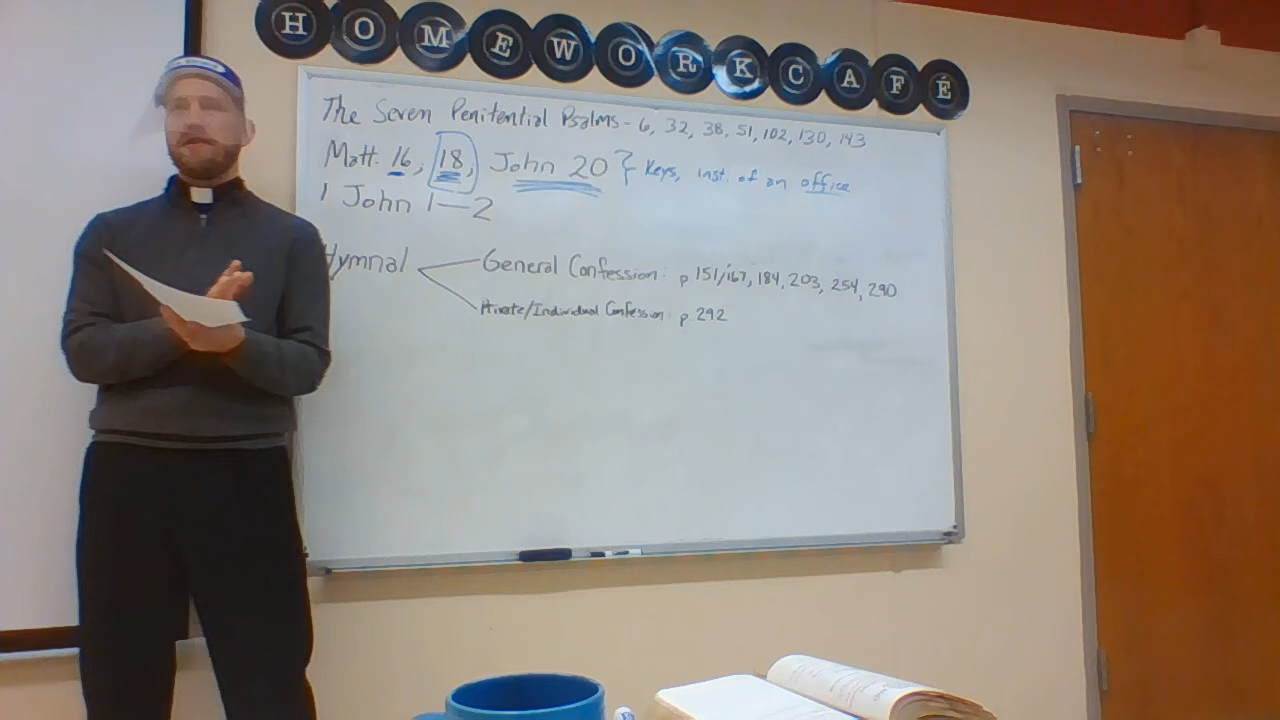 HOMEWORK CAFÉ
The Seven Penitential Psalms - 6, 32, 38, 51, 102, 130, 143
Matt. 16, 18, John 20 } Keys, inst. of an office
1 John 1—2
Hymnal
General Confession: p 151/167, 184, 203, 254, 290
Private/Individual Confession: p. 292